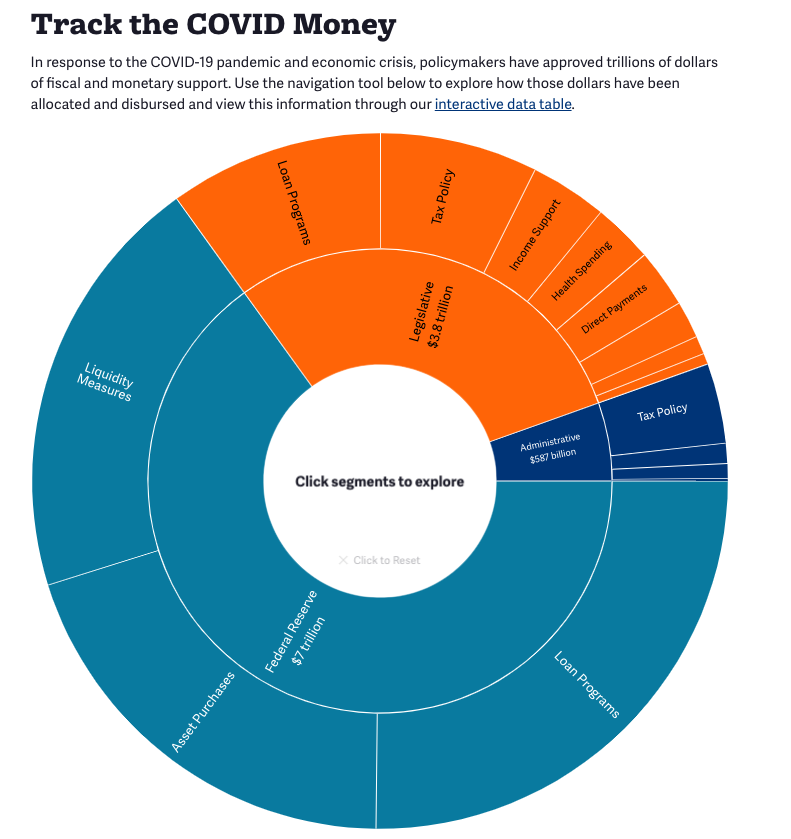 Track the COVID Money
In response to the COVID-19 pandemic and economic crisis, policymakers have approved trillions of dollars
of fiscal and monetary support. Use the navigation tool below to explore how those dollars have been
allocated and disbursed and view this information through our interactive data table.
Loan Programs
Tax Policy
Income Support
Health Spending
Direct Payments
Legislative
$3.8 trillion
Liquidity
Measures
Tax Policy
Administrative
$587 billion
Click segments to explore
Click to Reset
Federal Reserve
$7 trillion
Asset Purchases
Loan Programs